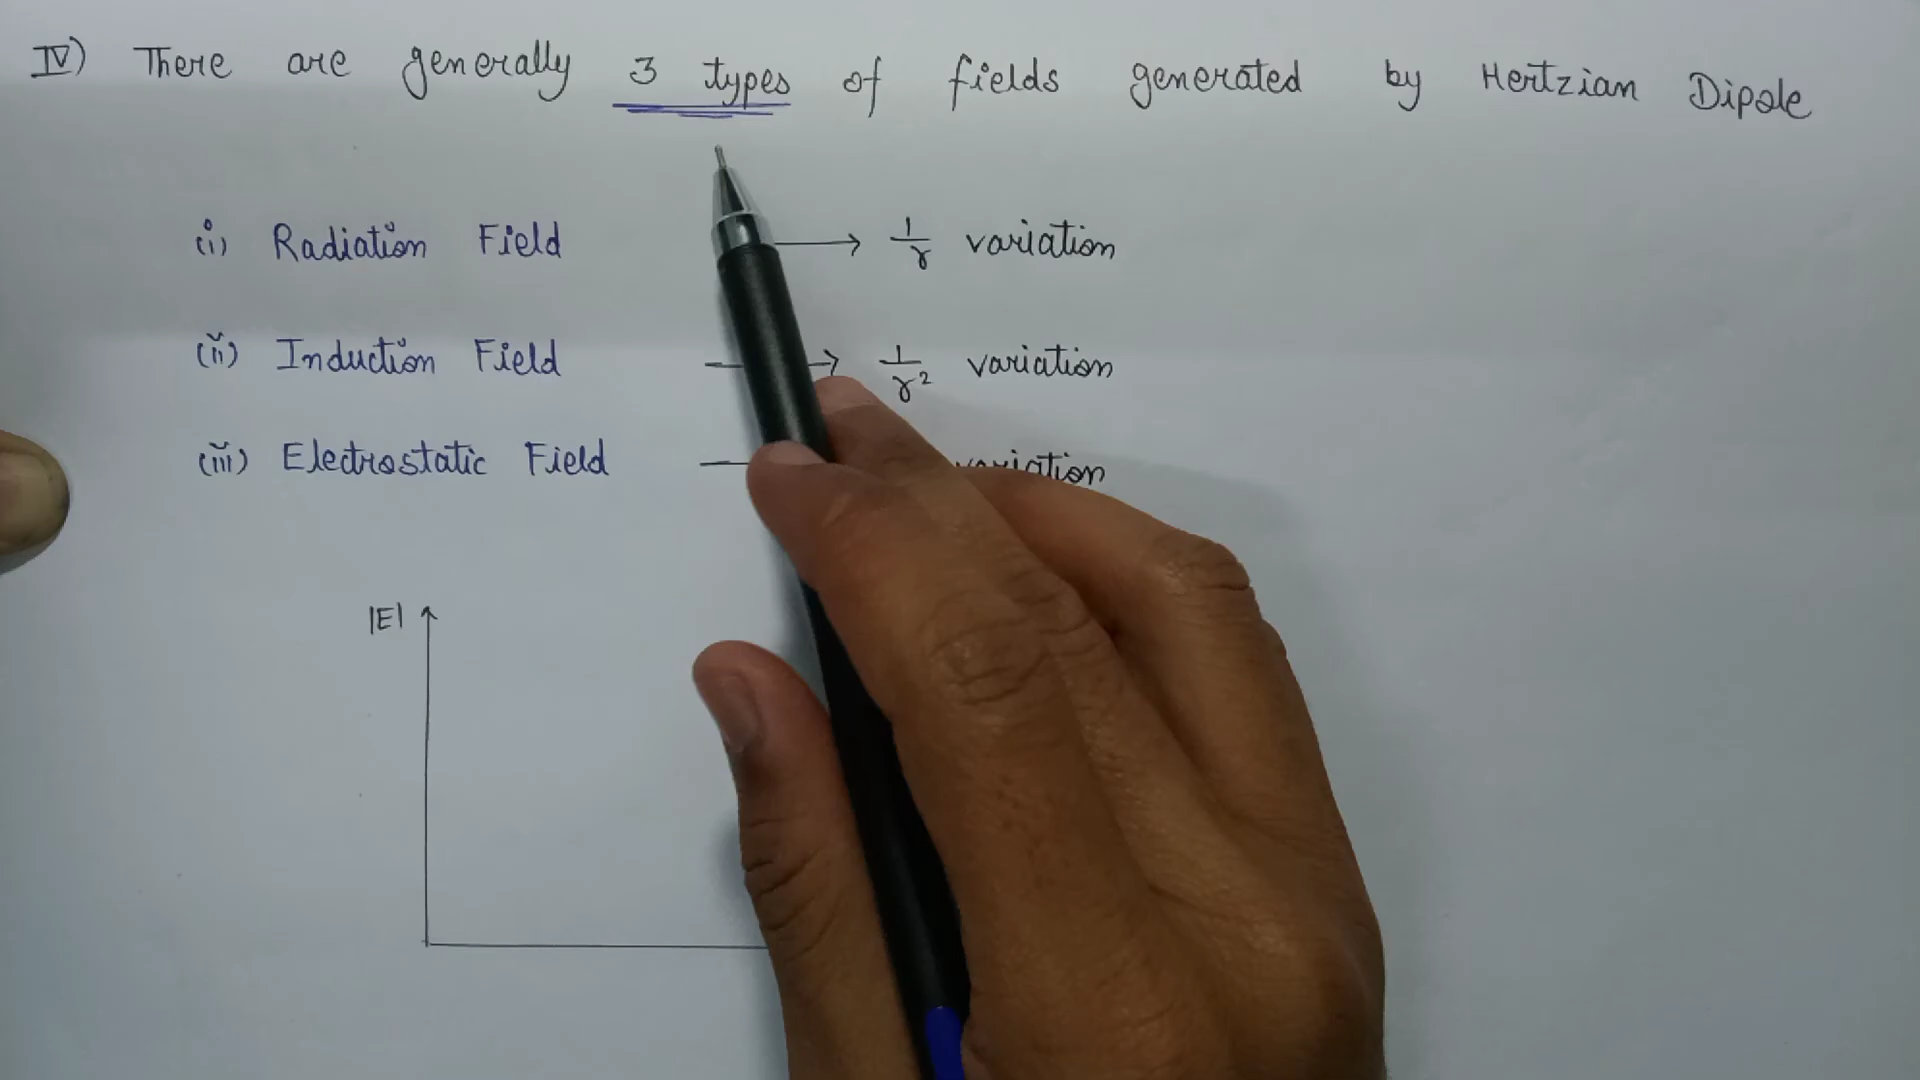 IV) There are generally 3 types of fields generated by Hertzian Dipole
(i) Radiation Field → 1/r variation
(ii) Induction Field → 1/r² variation
(iii) Electrostatic Field — variation
|E|